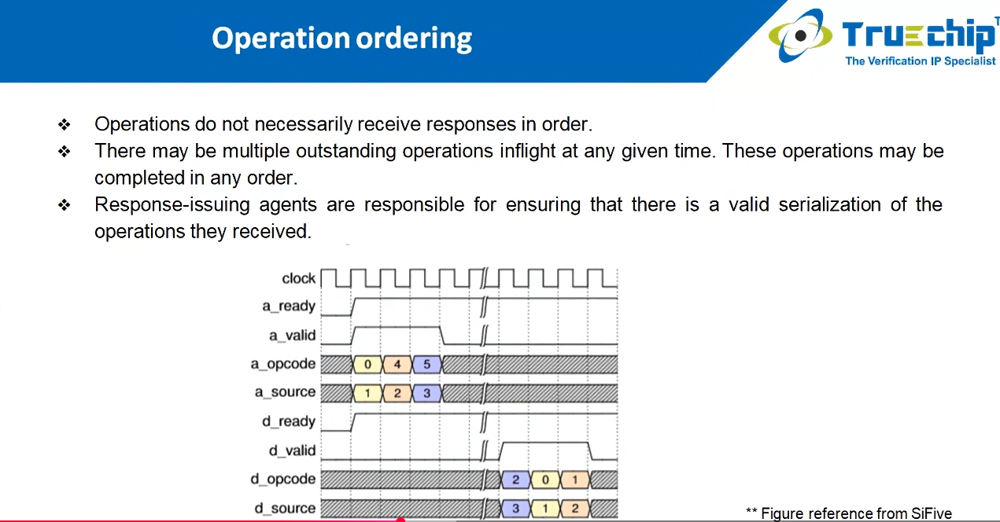 Operation ordering
Truechip
The Verification IP Specialist
❖ Operations do not necessarily receive responses in order.
❖ There may be multiple outstanding operations inflight at any given time. These operations may be
completed in any order.
❖ Response-issuing agents are responsible for ensuring that there is a valid serialization of the
operations they received.
clock
a_ready
a_valid
a_opcode 0 4 5
a_source 1 2 3
d_ready
d_valid
d_opcode 2 0 1
d_source 3 1 2
** Figure reference from SiFive